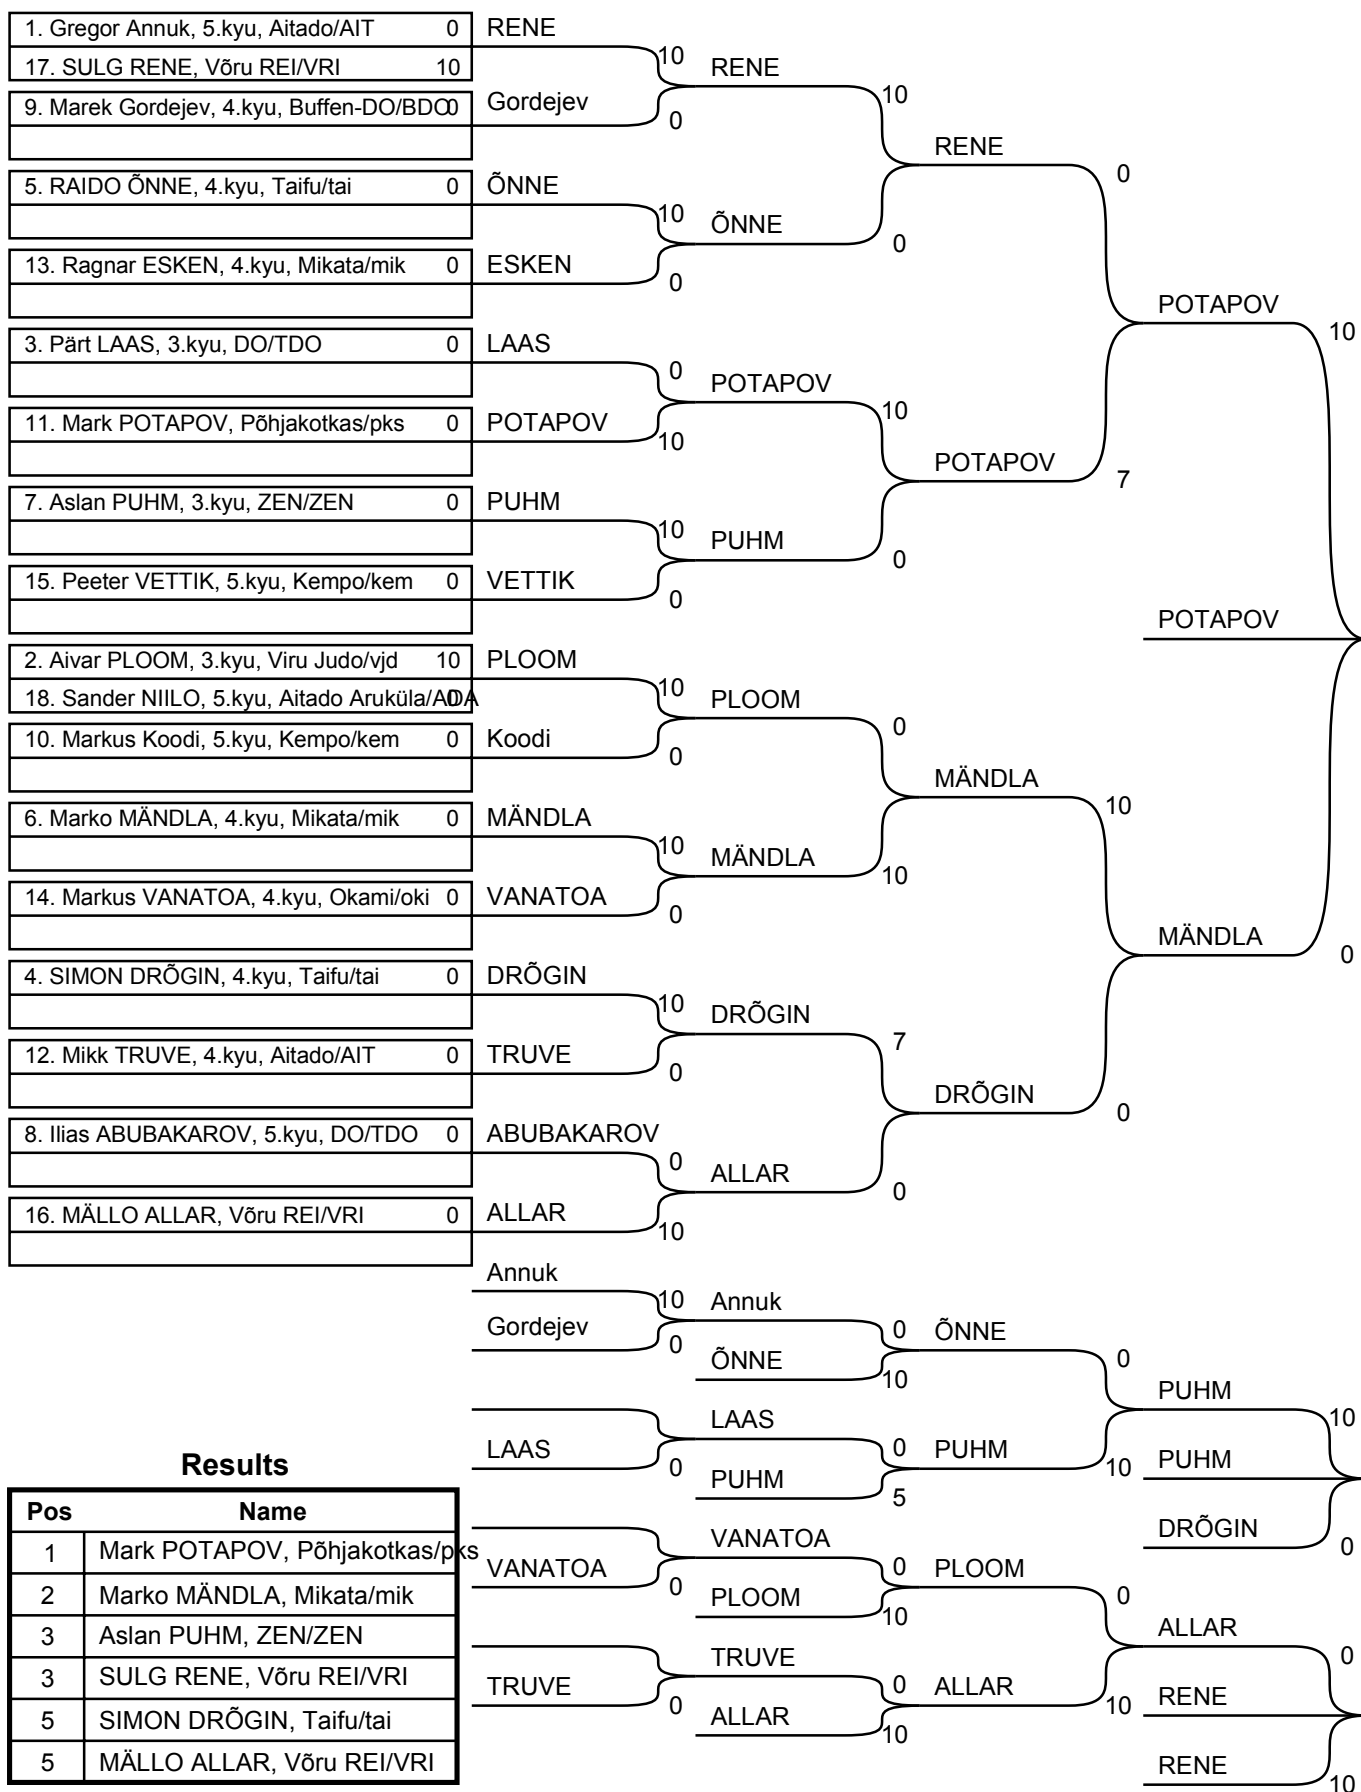 1. Gregor Annuk, 5.kyu, Aitado/AIT 0 RENE
10
17. SULG RENE, Võru REI/VRI 10 RENE
9. Marek Gordejev, 4.kyu, Buffen-DO/BDO 0 Gordejev 10
0
RENE
0
5. RAIDO ÕNNE, 4.kyu, Taifu/tai 0 ÕNNE
10 ÕNNE
0
13. Ragnar ESKEN, 4.kyu, Mikata/mik 0 ESKEN
0
POTAPOV
10
3. Pärt LAAS, 3.kyu, DO/TDO 0 LAAS
0 POTAPOV
10
11. Mark POTAPOV, Põhjakotkas/pks 0 POTAPOV
10
POTAPOV
7
7. Aslan PUHM, 3.kyu, ZEN/ZEN 0 PUHM
10 PUHM
0
15. Peeter VETTIK, 5.kyu, Kempo/kem 0 VETTIK
0
POTAPOV
2. Aivar PLOOM, 3.kyu, Viru Judo/vjd 10 PLOOM
10
18. Sander NIILO, 5.kyu, Aitado Aruküla/ADA 0 PLOOM
0
10. Markus Koodi, 5.kyu, Kempo/kem 0 Koodi
0
MÄNDLA
10
6. Marko MÄNDLA, 4.kyu, Mikata/mik 0 MÄNDLA
10 MÄNDLA
10
14. Markus VANATOA, 4.kyu, Okami/oki 0 VANATOA
0
MÄNDLA
0
4. SIMON DRÕGIN, 4.kyu, Taifu/tai 0 DRÕGIN
10 DRÕGIN
7
12. Mikk TRUVE, 4.kyu, Aitado/AIT 0 TRUVE
0
DRÕGIN
0
8. Ilias ABUBAKAROV, 5.kyu, DO/TDO 0 ABUBAKAROV
0 ALLAR
0
16. MÄLLO ALLAR, Võru REI/VRI 0 ALLAR
10
Annuk
10 Annuk
Gordejev 0 ÕNNE
0 ÕNNE 0
10
PUHM
10
LAAS
LAAS 0 PUHM
0 PUHM 10 PUHM
5
DRÕGIN
0
VANATOA
VANATOA 0 PLOOM
0 PLOOM 0
10
ALLAR
0
TRUVE
TRUVE 0 ALLAR
0 ALLAR 10 RENE
10
RENE
10
Results
Pos Name
1 Mark POTAPOV, Põhjakotkas/pks
2 Marko MÄNDLA, Mikata/mik
3 Aslan PUHM, ZEN/ZEN
3 SULG RENE, Võru REI/VRI
5 SIMON DRÕGIN, Taifu/tai
5 MÄLLO ALLAR, Võru REI/VRI